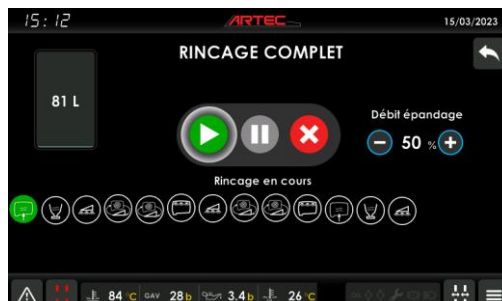 15:12 ARTEC 15/03/2023
RINCAGE COMPLET
81 L
Débit épandage
50 %
Rincage en cours
84 °C GAV 28 b 3.4 b 26 °C